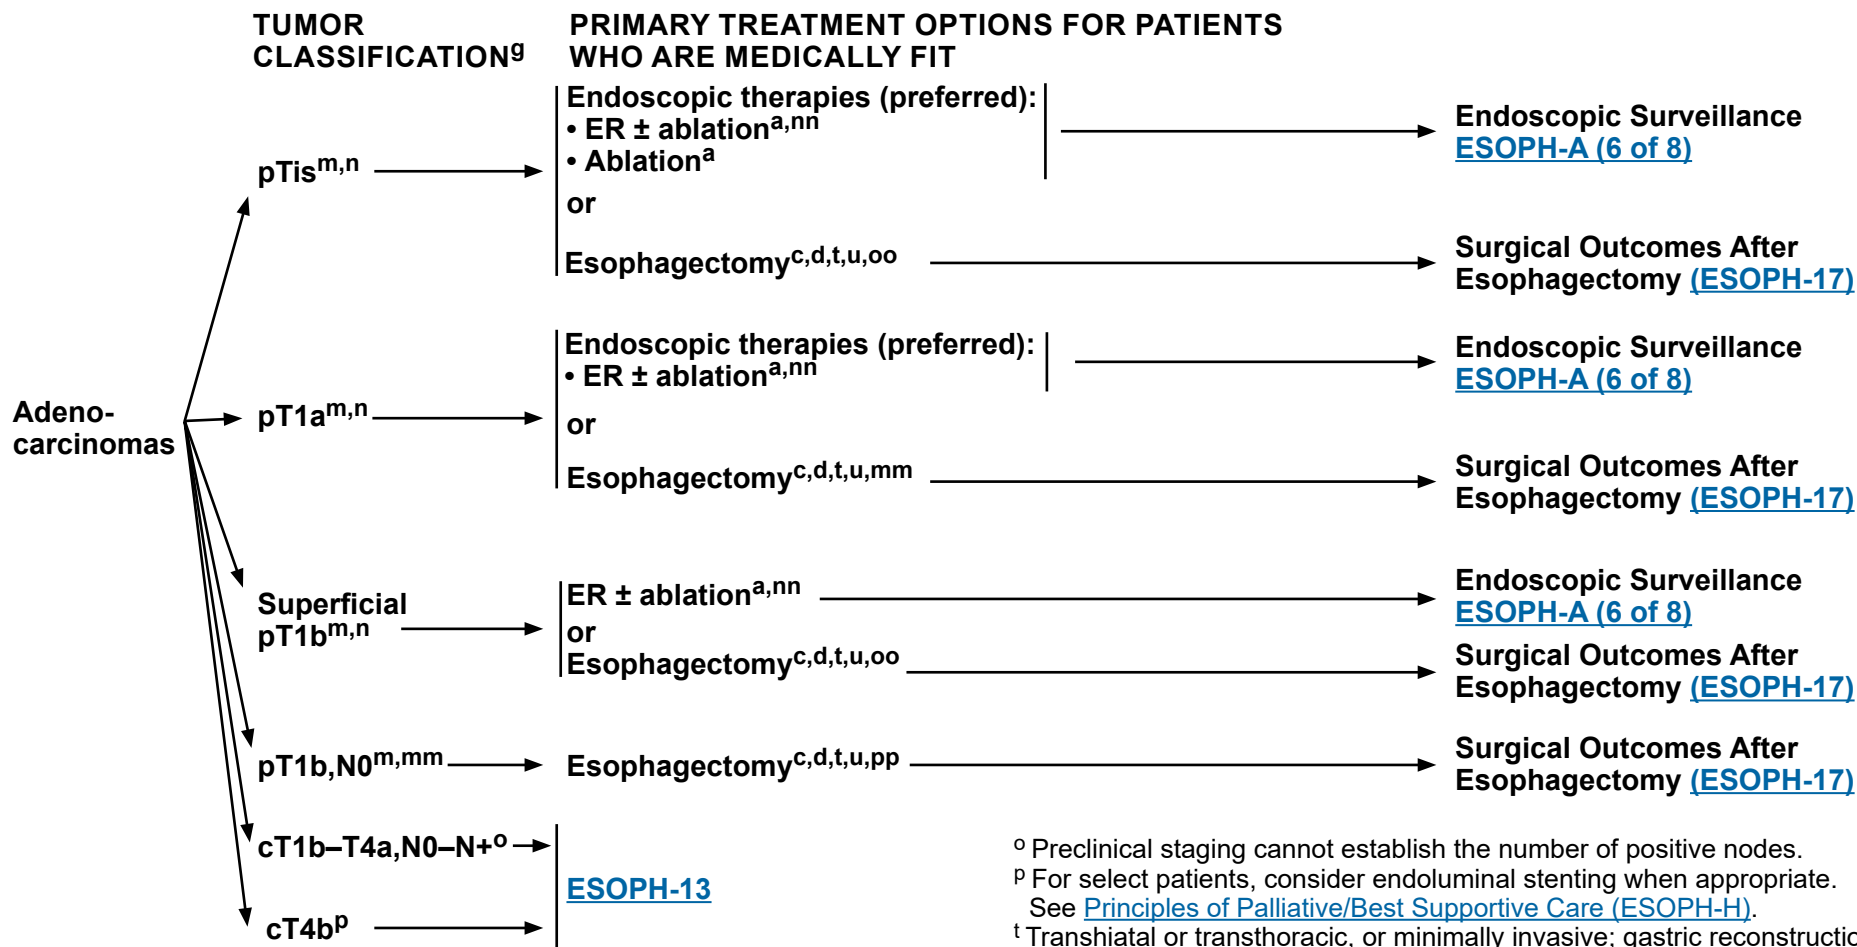 TUMOR
CLASSIFICATIONg
PRIMARY TREATMENT OPTIONS FOR PATIENTS
WHO ARE MEDICALLY FIT
Adeno-
carcinomas
pTism,n
Endoscopic therapies (preferred):
• ER ± ablationa,nn
• Ablationa
or
Esophagectomyc,d,t,u,oo
Endoscopic Surveillance
ESOPH-A (6 of 8)
Surgical Outcomes After
Esophagectomy (ESOPH-17)
pT1am,n
Endoscopic therapies (preferred):
• ER ± ablationa,nn
or
Esophagectomyc,d,t,u,mm
Endoscopic Surveillance
ESOPH-A (6 of 8)
Surgical Outcomes After
Esophagectomy (ESOPH-17)
Superficial
pT1bm,n
ER ± ablationa,nn
or
Esophagectomyc,d,t,u,oo
Endoscopic Surveillance
ESOPH-A (6 of 8)
Surgical Outcomes After
Esophagectomy (ESOPH-17)
pT1b,N0m,mm
Esophagectomyc,d,t,u,pp
Surgical Outcomes After
Esophagectomy (ESOPH-17)
cT1b–T4a,N0–N+o
cT4bp
ESOPH-13
o Preclinical staging cannot establish the number of positive nodes.
p For select patients, consider endoluminal stenting when appropriate.
See Principles of Palliative/Best Supportive Care (ESOPH-H).
t Transhiatal or transthoracic, or minimally invasive; gastric